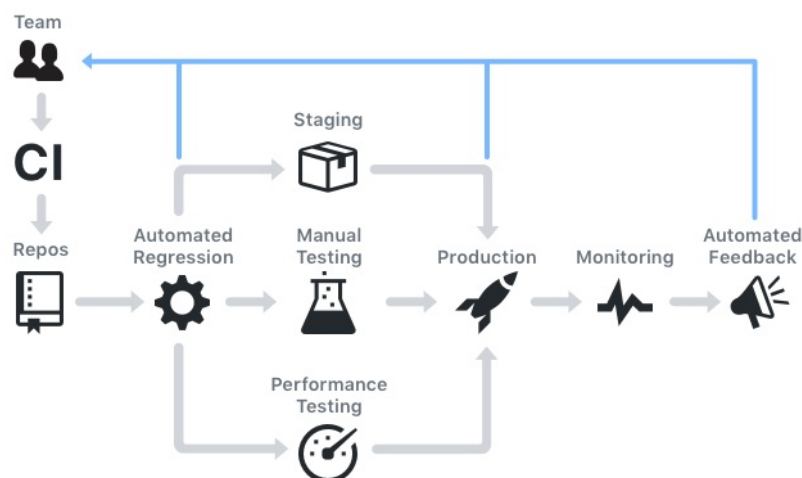 Team
CI
Repos
Automated
Regression
Staging
Manual
Testing
Performance
Testing
Production
Monitoring
Automated
Feedback